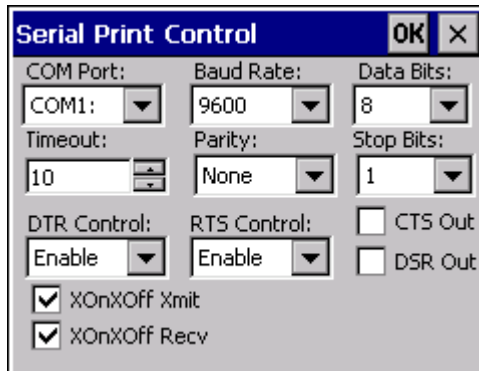 Serial Print Control OK ×
COM Port: Baud Rate: Data Bits:
COM1: 9600 8
Timeout: Parity: Stop Bits:
10 None 1
DTR Control: RTS Control: CTS Out
Enable Enable DSR Out
XOnXOff Xmit
XOnXOff Recv